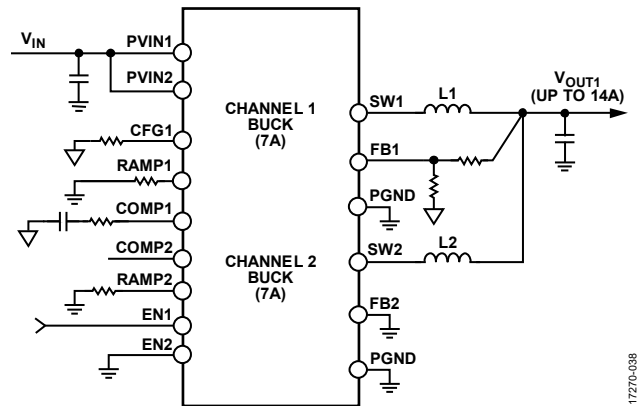 VIN
PVIN1
PVIN2
CFG1
RAMP1
COMP1
COMP2
RAMP2
EN1
EN2
CHANNEL 1
BUCK
(7A)
CHANNEL 2
BUCK
(7A)
SW1
FB1
PGND
SW2
FB2
PGND
L1
L2
VOUT1
(UP TO 14A)
17270-038